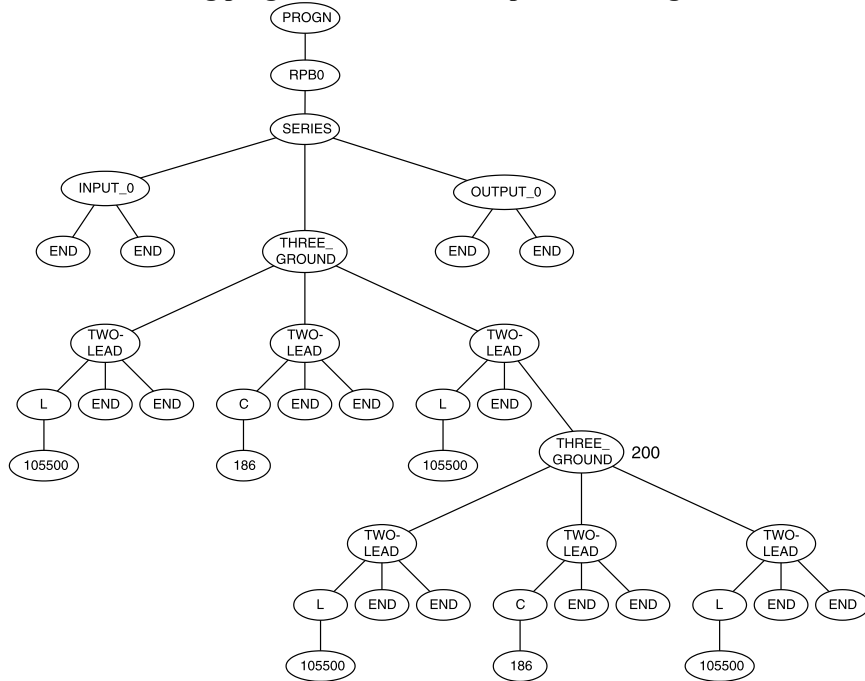 PROGN
RPB0
SERIES
INPUT_0
OUTPUT_0
END
END
THREE_
GROUND
END
END
TWO-
LEAD
TWO-
LEAD
TWO-
LEAD
L
END
END
C
END
END
L
END
105500
186
105500
THREE_
GROUND
200
TWO-
LEAD
TWO-
LEAD
TWO-
LEAD
L
END
END
C
END
END
L
END
END
105500
186
105500